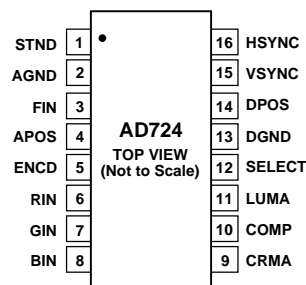 STND 1 16 HSYNC
AGND 2 15 VSYNC
FIN 3 14 DPOS
APOS 4 AD724 13 DGND
ENCD 5 TOP VIEW (Not to Scale) 12 SELECT
RIN 6 11 LUMA
GIN 7 10 COMP
BIN 8 9 CRMA